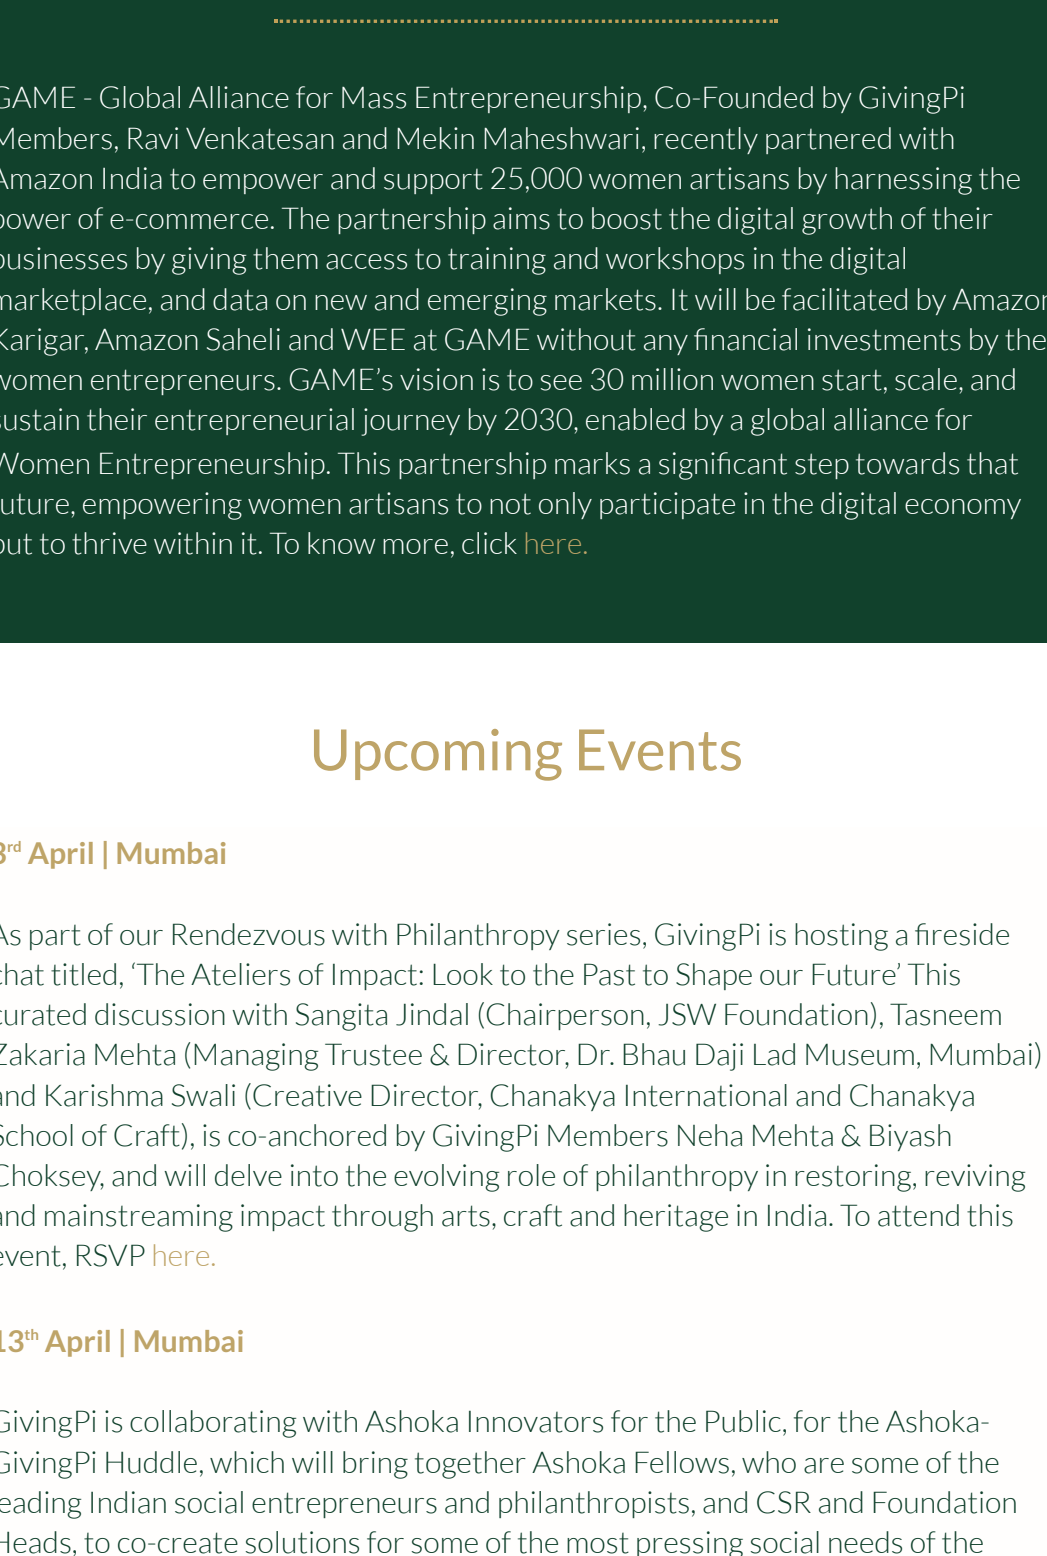 GAME - Global Alliance for Mass Entrepreneurship, Co-Founded by GivingPi
Members, Ravi Venkatesan and Mekin Maheshwari, recently partnered with
Amazon India to empower and support 25,000 women artisans by harnessing the
power of e-commerce. The partnership aims to boost the digital growth of their
businesses by giving them access to training and workshops in the digital
marketplace, and data on new and emerging markets. It will be facilitated by Amazon
Karigar, Amazon Saheli and WEE at GAME without any financial investments by the
women entrepreneurs. GAME’s vision is to see 30 million women start, scale, and
sustain their entrepreneurial journey by 2030, enabled by a global alliance for
Women Entrepreneurship. This partnership marks a significant step towards that
future, empowering women artisans to not only participate in the digital economy
but to thrive within it. To know more, click here.
Upcoming Events
3rd April | Mumbai
As part of our Rendezvous with Philanthropy series, GivingPi is hosting a fireside
chat titled, ‘The Ateliers of Impact: Look to the Past to Shape our Future’ This
curated discussion with Sangita Jindal (Chairperson, JSW Foundation), Tasneem
Zakaria Mehta (Managing Trustee & Director, Dr. Bhau Daji Lad Museum, Mumbai)
and Karishma Swali (Creative Director, Chanakya International and Chanakya
School of Craft), is co-anchored by GivingPi Members Neha Mehta & Biyash
Choksey, and will delve into the evolving role of philanthropy in restoring, reviving
and mainstreaming impact through arts, craft and heritage in India. To attend this
event, RSVP here.
13th April | Mumbai
GivingPi is collaborating with Ashoka Innovators for the Public, for the Ashoka-
GivingPi Huddle, which will bring together Ashoka Fellows, who are some of the
leading Indian social entrepreneurs and philanthropists, and CSR and Foundation
Heads, to co-create solutions for some of the most pressing social needs of the